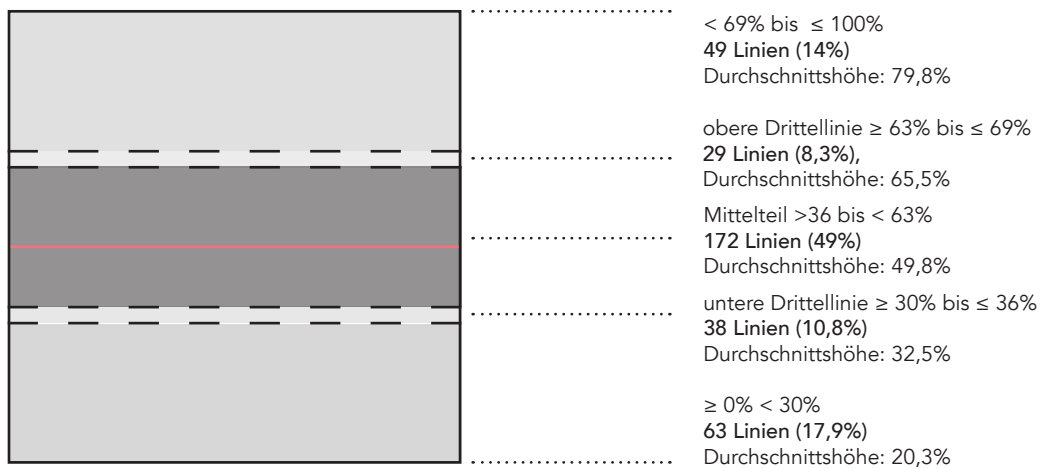 < 69% bis ≤ 100%
49 Linien (14%)
Durchschnittshöhe: 79,8%
obere Drittellinie ≥ 63% bis ≤ 69%
29 Linien (8,3%),
Durchschnittshöhe: 65,5%
Mittelteil >36 bis < 63%
172 Linien (49%)
Durchschnittshöhe: 49,8%
untere Drittellinie ≥ 30% bis ≤ 36%
38 Linien (10,8%)
Durchschnittshöhe: 32,5%
≥ 0% < 30%
63 Linien (17,9%)
Durchschnittshöhe: 20,3%